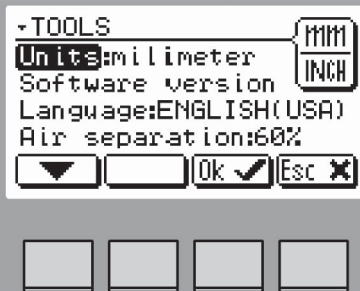 TOOLS
Units:milimeter
mm
INCH
Software version
Language:ENGLISH(USA)
Air separation:60%
Ok
Esc